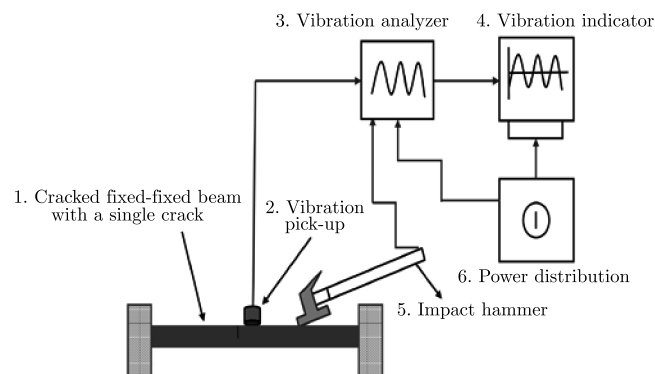 3. Vibration analyzer
4. Vibration indicator
1. Cracked fixed-fixed beam
with a single crack
2. Vibration
pick-up
6. Power distribution
5. Impact hammer